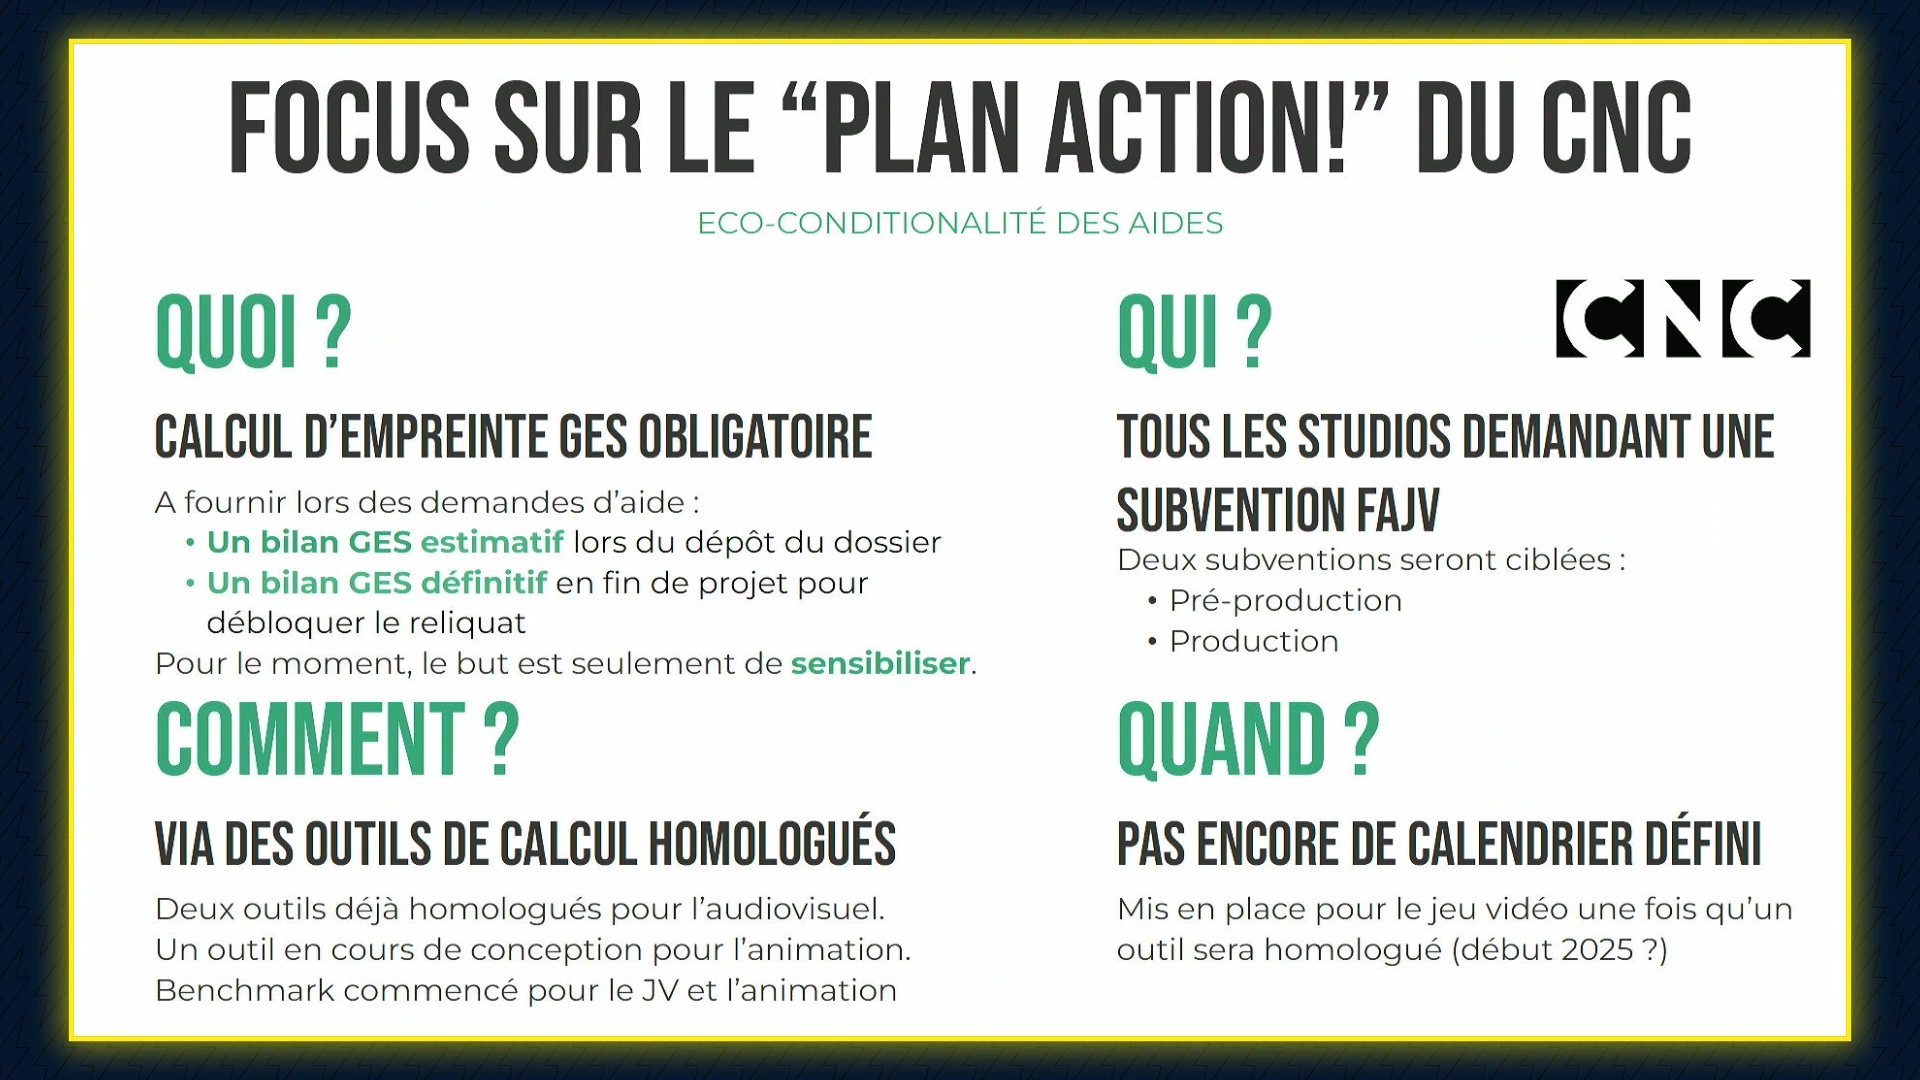 FOCUS SUR LE “PLAN ACTION!” DU CNC
ECO-CONDITIONALITÉ DES AIDES
QUOI ?
CALCUL D’EMPREINTE GES OBLIGATOIRE
A fournir lors des demandes d’aide :
• Un bilan GES estimatif lors du dépôt du dossier
• Un bilan GES définitif en fin de projet pour
débloquer le reliquat
Pour le moment, le but est seulement de sensibiliser.
QUI ?
CNC
TOUS LES STUDIOS DEMANDANT UNE
SUBVENTION FAJV
Deux subventions seront ciblées :
• Pré-production
• Production
COMMENT ?
VIA DES OUTILS DE CALCUL HOMOLOGUÉS
Deux outils déjà homologués pour l’audiovisuel.
Un outil en cours de conception pour l’animation.
Benchmark commencé pour le JV et l’animation
QUAND ?
PAS ENCORE DE CALENDRIER DÉFINI
Mis en place pour le jeu vidéo une fois qu’un
outil sera homologué (début 2025 ?)